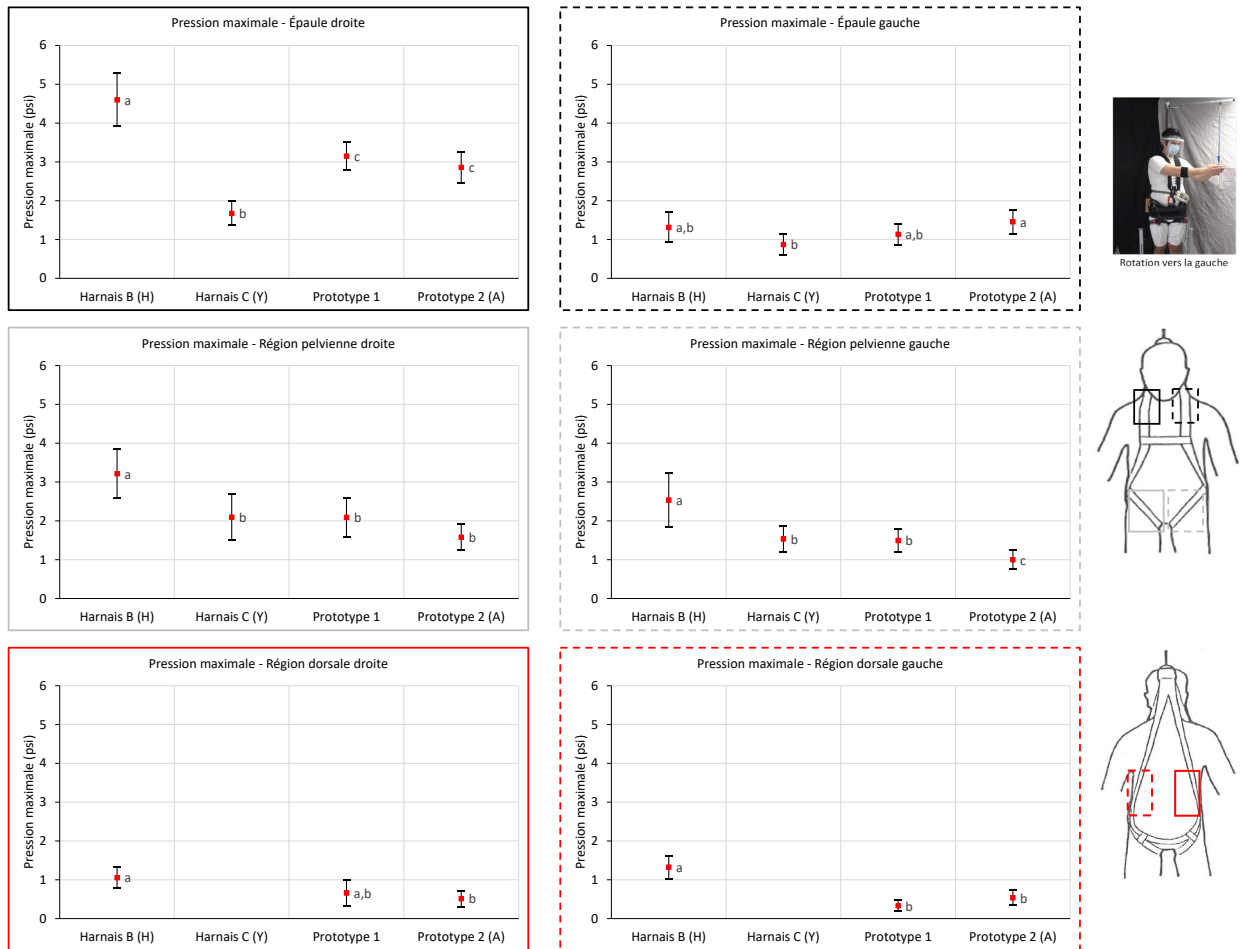 Pression maximale - Épaule droite
Pression maximale (psi)
6
5
4
3
2
1
0
a
b
c
c
Harnais B (H) Harnais C (Y) Prototype 1 Prototype 2 (A)
Pression maximale - Épaule gauche
Pression maximale (psi)
6
5
4
3
2
1
0
a,b
b
a,b
a
Harnais B (H) Harnais C (Y) Prototype 1 Prototype 2 (A)
Rotation vers la gauche
Pression maximale - Région pelvienne droite
Pression maximale (psi)
6
5
4
3
2
1
0
a
b
b
b
Harnais B (H) Harnais C (Y) Prototype 1 Prototype 2 (A)
Pression maximale - Région pelvienne gauche
Pression maximale (psi)
6
5
4
3
2
1
0
a
b
b
c
Harnais B (H) Harnais C (Y) Prototype 1 Prototype 2 (A)
Pression maximale - Région dorsale droite
Pression maximale (psi)
6
5
4
3
2
1
0
a
a,b
b
Harnais B (H) Harnais C (Y) Prototype 1 Prototype 2 (A)
Pression maximale - Région dorsale gauche
Pression maximale (psi)
6
5
4
3
2
1
0
a
b
b
Harnais B (H) Harnais C (Y) Prototype 1 Prototype 2 (A)